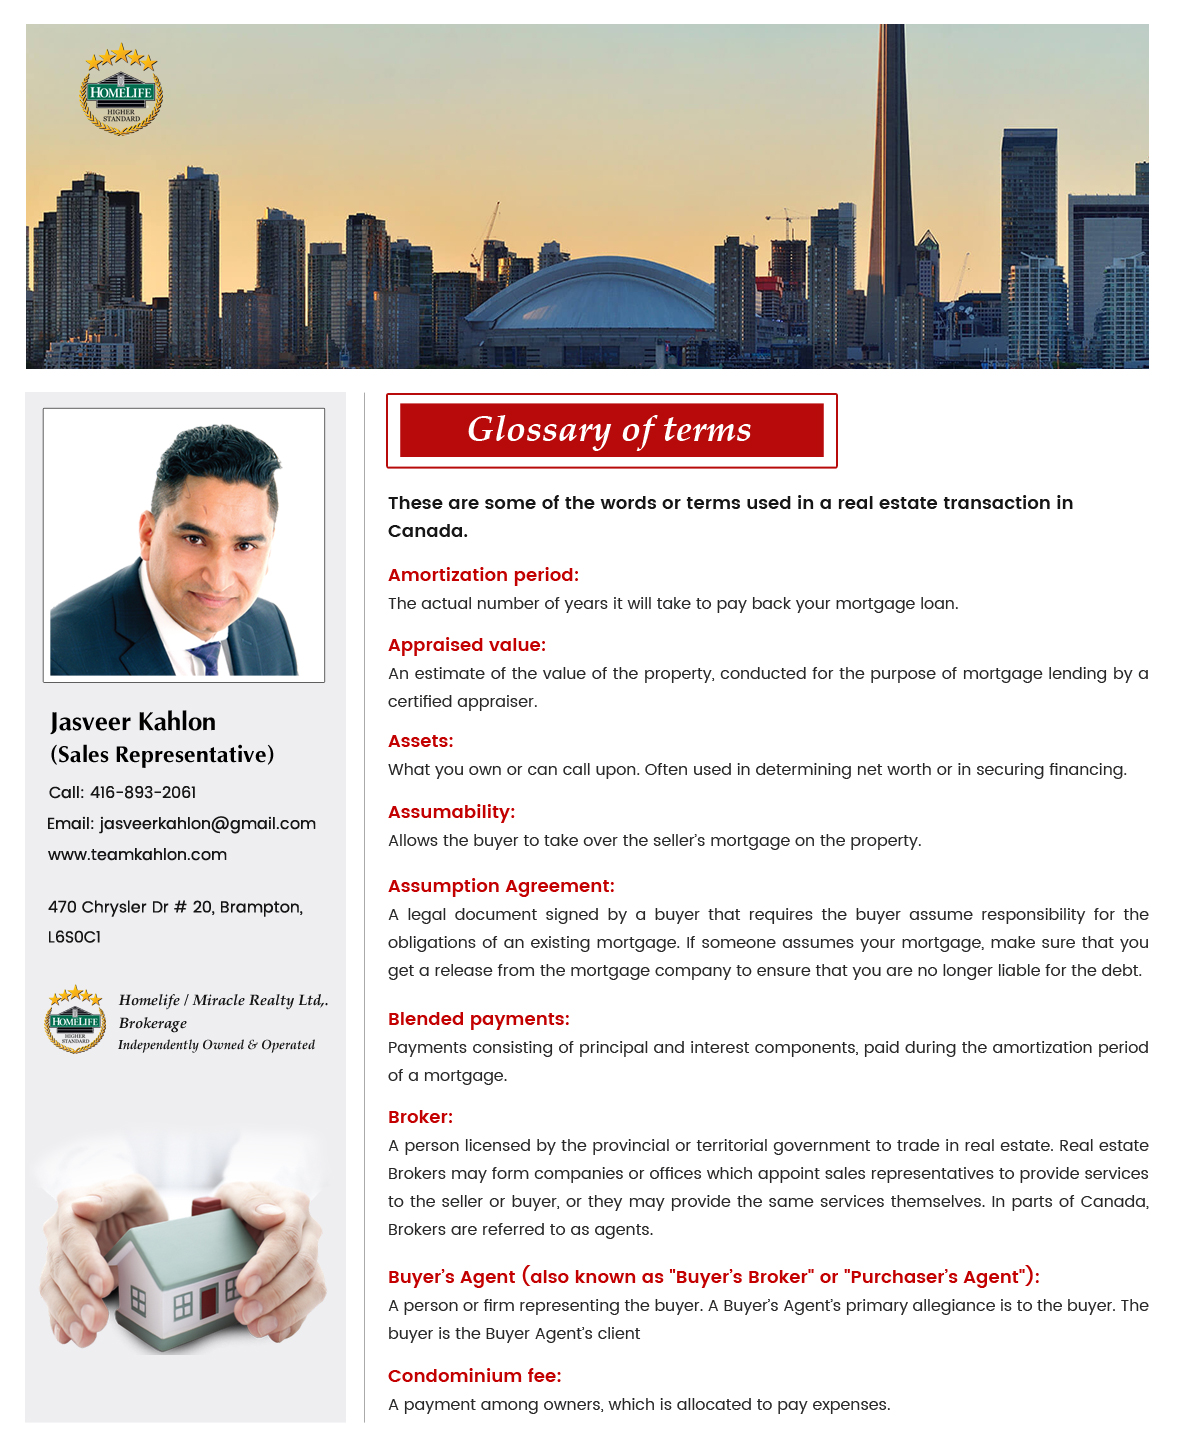 HOMELIFE
HIGHER
STANDARD
Glossary of terms
These are some of the words or terms used in a real estate transaction in
Canada.
Amortization period:
The actual number of years it will take to pay back your mortgage loan.
Appraised value:
An estimate of the value of the property, conducted for the purpose of mortgage lending by a
certified appraiser.
Assets:
What you own or can call upon. Often used in determining net worth or in securing financing.
Assumability:
Allows the buyer to take over the seller’s mortgage on the property.
Assumption Agreement:
A legal document signed by a buyer that requires the buyer assume responsibility for the
obligations of an existing mortgage. If someone assumes your mortgage, make sure that you
get a release from the mortgage company to ensure that you are no longer liable for the debt.
Blended payments:
Payments consisting of principal and interest components, paid during the amortization period
of a mortgage.
Broker:
A person licensed by the provincial or territorial government to trade in real estate. Real estate
Brokers may form companies or offices which appoint sales representatives to provide services
to the seller or buyer, or they may provide the same services themselves. In parts of Canada,
Brokers are referred to as agents.
Buyer’s Agent (also known as "Buyer’s Broker" or "Purchaser’s Agent"):
A person or firm representing the buyer. A Buyer’s Agent’s primary allegiance is to the buyer. The
buyer is the Buyer Agent’s client
Condominium fee:
A payment among owners, which is allocated to pay expenses.
Jasveer Kahlon
(Sales Representative)
Call: 416-893-2061
Email: jasveerkahlon@gmail.com
www.teamkahlon.com
470 Chrysler Dr # 20, Brampton,
L6S0C1
HOMELIFE
HIGHER
STANDARD
Homelife / Miracle Realty Ltd,.
Brokerage
Independently Owned & Operated